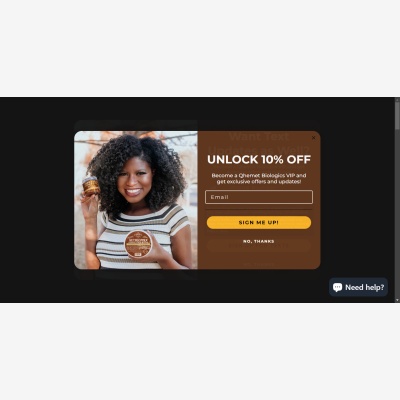 UNLOCK 10% OFF
Become a Qhemet Biologics VIP and
get exclusive offers and updates!
Email
SIGN ME UP!
NO, THANKS
Need help?